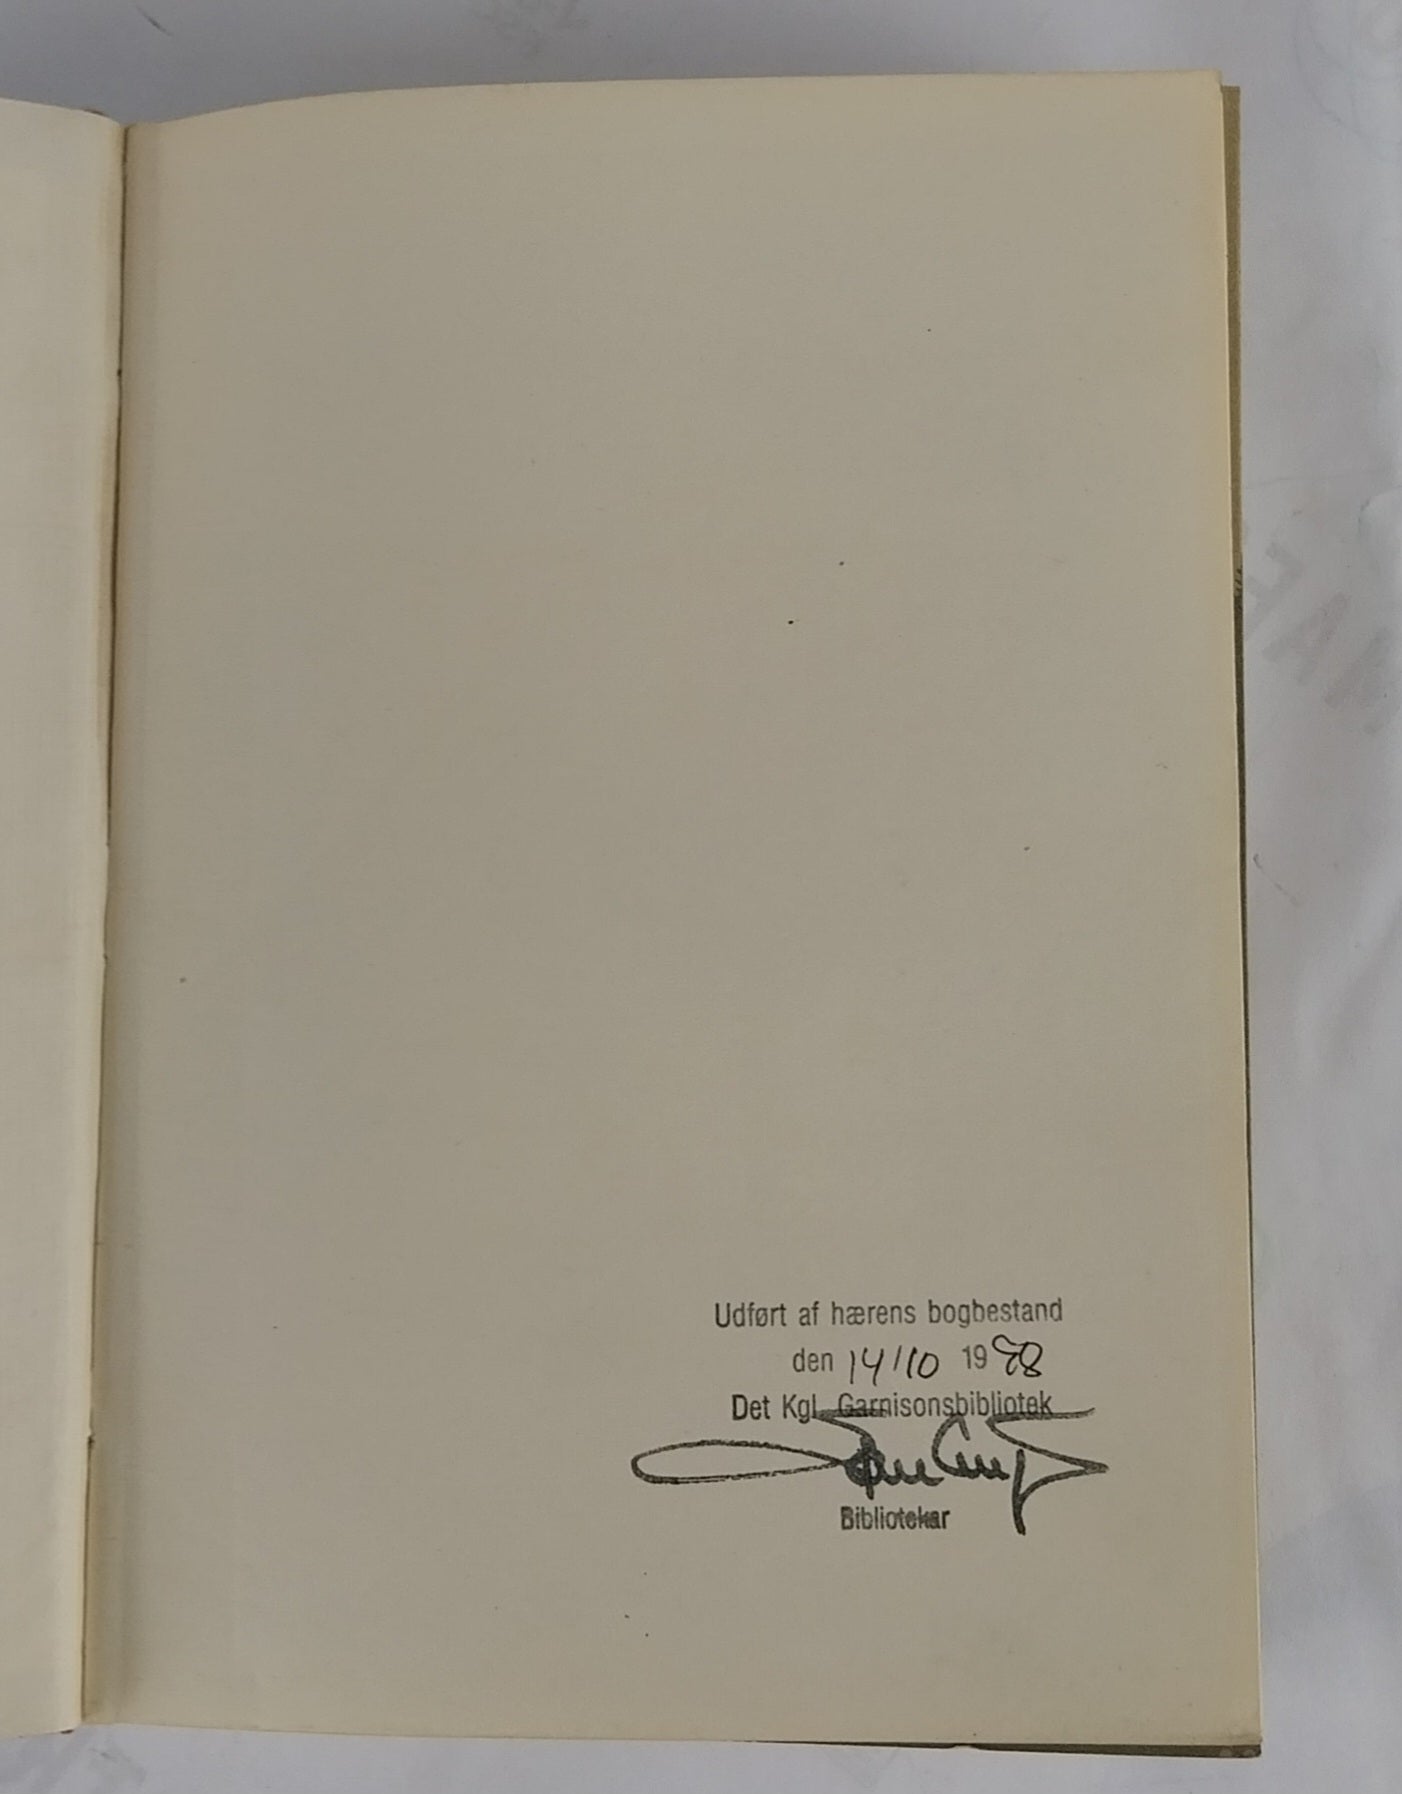 Udført af hærens bogbestand
den 14/10 1978
Det Kgl. Garnisonsbibliotek
Bibliotekar